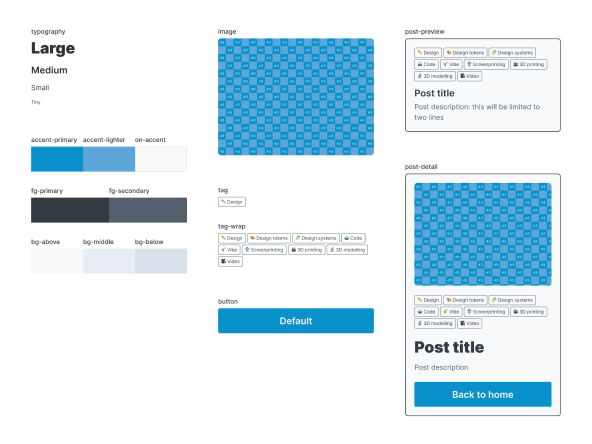 typography
Large
Medium
Small
Tiny
accent-primary accent-lighter on-accent
fg-primary fg-secondary
bg-above bg-middle bg-below
image
tag
Design
tag-wrap
Design Design tokens Design systems Code
Vibe Screenprinting 3D printing 3D modelling
Video
button
Default
post-preview
Design Design tokens Design systems
Code Vibe Screenprinting 3D printing
3D modelling Video
Post title
Post description: this will be limited to
two lines
post-detail
Design Design tokens Design systems
Code Vibe Screenprinting 3D printing
3D modelling Video
Post title
Post description
Back to home